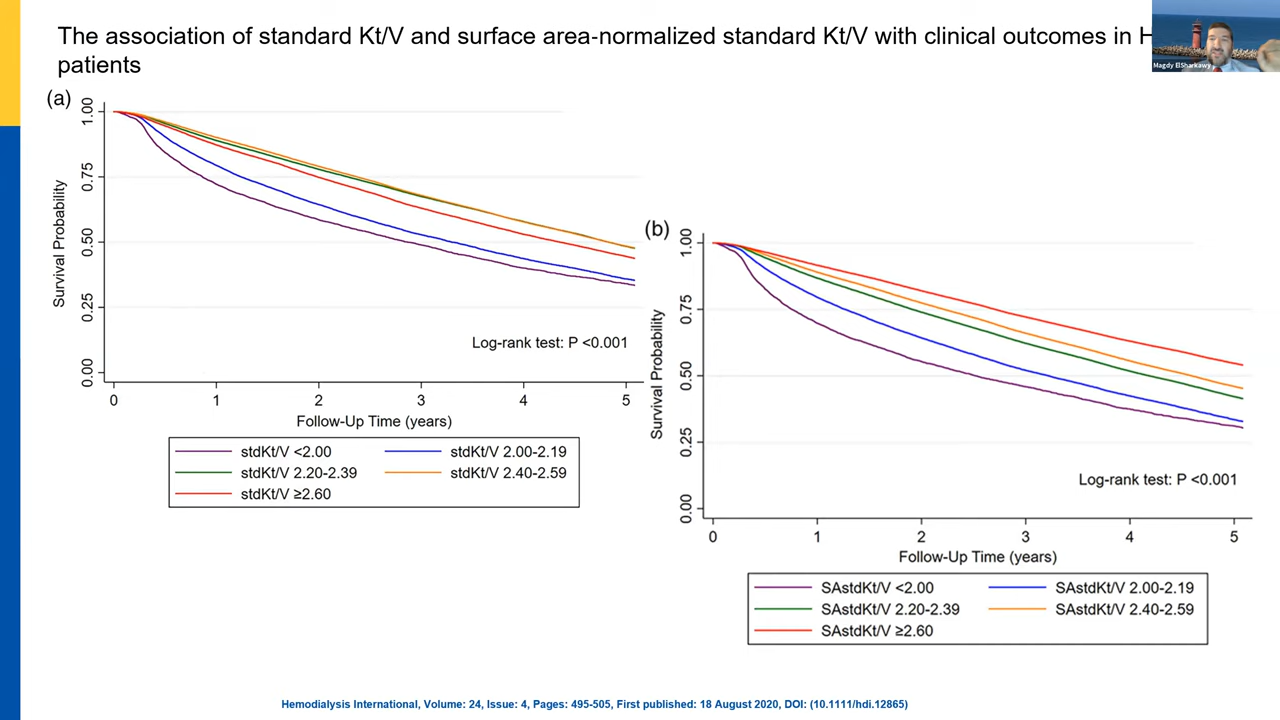 The association of standard Kt/V and surface area-normalized standard Kt/V with clinical outcomes in H
patients
Magdy ElSharkawy
(a)
1.00
0.75
0.50
0.25
0.00
Survival Probability
Log-rank test: P <0.001
0 1 2 3 4 5
Follow-Up Time (years)
stdKt/V <2.00 stdKt/V 2.00-2.19
stdKt/V 2.20-2.39 stdKt/V 2.40-2.59
stdKt/V ≥2.60
(b)
1.00
0.75
0.50
0.25
0.00
Survival Probability
Log-rank test: P <0.001
0 1 2 3 4 5
Follow-Up Time (years)
SAstdKt/V <2.00 SAstdKt/V 2.00-2.19
SAstdKt/V 2.20-2.39 SAstdKt/V 2.40-2.59
SAstdKt/V ≥2.60
Hemodialysis International, Volume: 24, Issue: 4, Pages: 495-505, First published: 18 August 2020, DOI: (10.1111/hdi.12865)